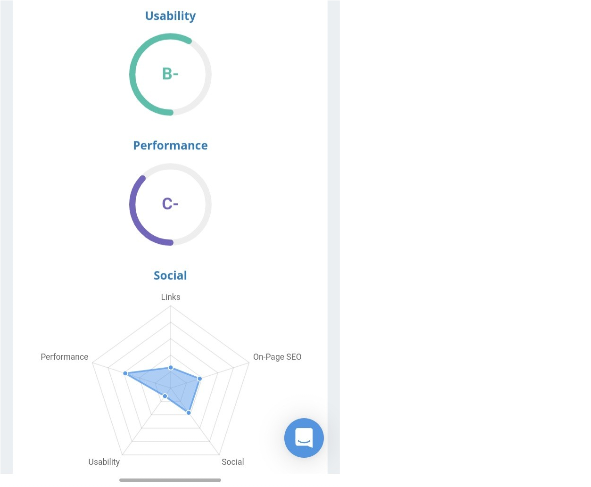 Usability
B-
Performance
C-
Social
Links
Performance
On-Page SEO
Usability
Social